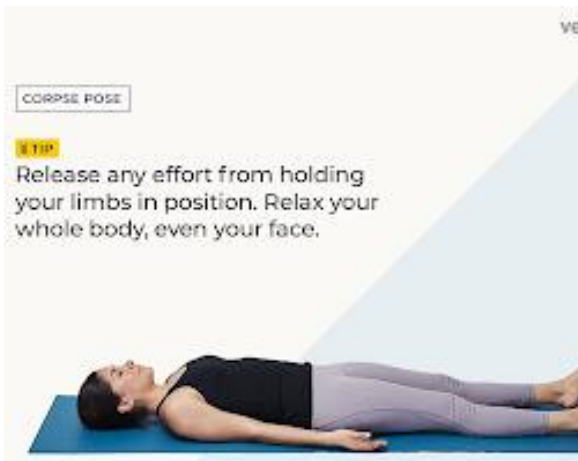 ve
CORPSE POSE
TIP
Release any effort from holding
your limbs in position. Relax your
whole body, even your face.